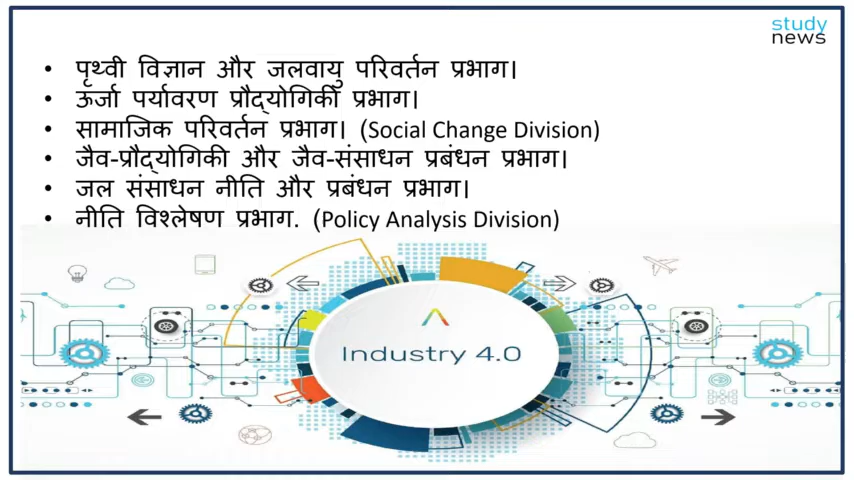 study
news
• पृथ्वी विज्ञान और जलवायु परिवर्तन प्रभाग।
• ऊर्जा पर्यावरण प्रौद्योगिकी प्रभाग।
• सामाजिक परिवर्तन प्रभाग। (Social Change Division)
• जैव-प्रौद्योगिकी और जैव-संसाधन प्रबंधन प्रभाग।
• जल संसाधन नीति और प्रबंधन प्रभाग।
• नीति विश्लेषण प्रभाग. (Policy Analysis Division)
Industry 4.0